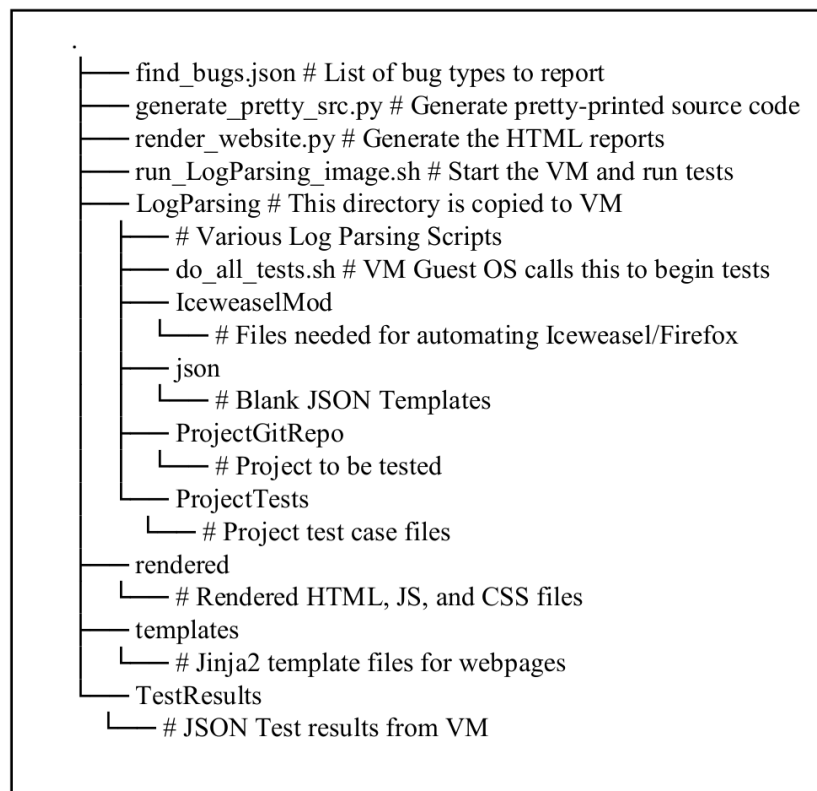 .
├── find_bugs.json # List of bug types to report
├── generate_pretty_src.py # Generate pretty-printed source code
├── render_website.py # Generate the HTML reports
├── run_LogParsing_image.sh # Start the VM and run tests
├── LogParsing # This directory is copied to VM
│   ├── # Various Log Parsing Scripts
│   ├── do_all_tests.sh # VM Guest OS calls this to begin tests
│   ├── IceweaselMod
│   │   └── # Files needed for automating Iceweasel/Firefox
│   ├── json
│   │   └── # Blank JSON Templates
│   ├── ProjectGitRepo
│   │   └── # Project to be tested
│   └── ProjectTests
│       └── # Project test case files
├── rendered
│   └── # Rendered HTML, JS, and CSS files
├── templates
│   └── # Jinja2 template files for webpages
└── TestResults
    └── # JSON Test results from VM